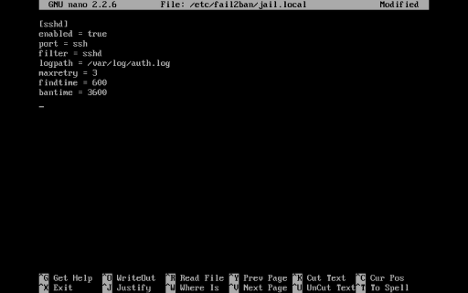 GNU nano 2.2.6 File: /etc/fail2ban/jail.local Modified
[sshd]
enabled = true
port = ssh
filter = sshd
logpath = /var/log/auth.log
maxretry = 3
findtime = 600
bantime = 3600
^G Get Help ^O WriteOut ^R Read File ^Y Prev Page ^K Cut Text ^C Cur Pos
^X Exit ^J Justify ^W Where Is ^V Next Page ^U UnCut Text ^T To Spell